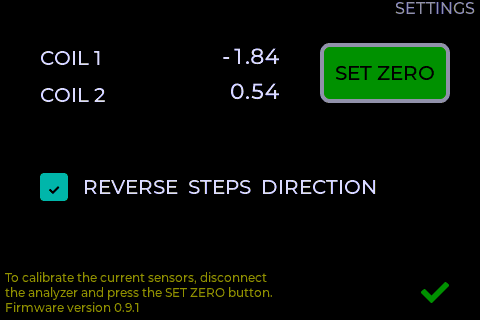 SETTINGS
COIL 1 -1.84
SET ZERO
COIL 2 0.54
REVERSE STEPS DIRECTION
To calibrate the current sensors, disconnect
the analyzer and press the SET ZERO button.
Firmware version 0.9.1